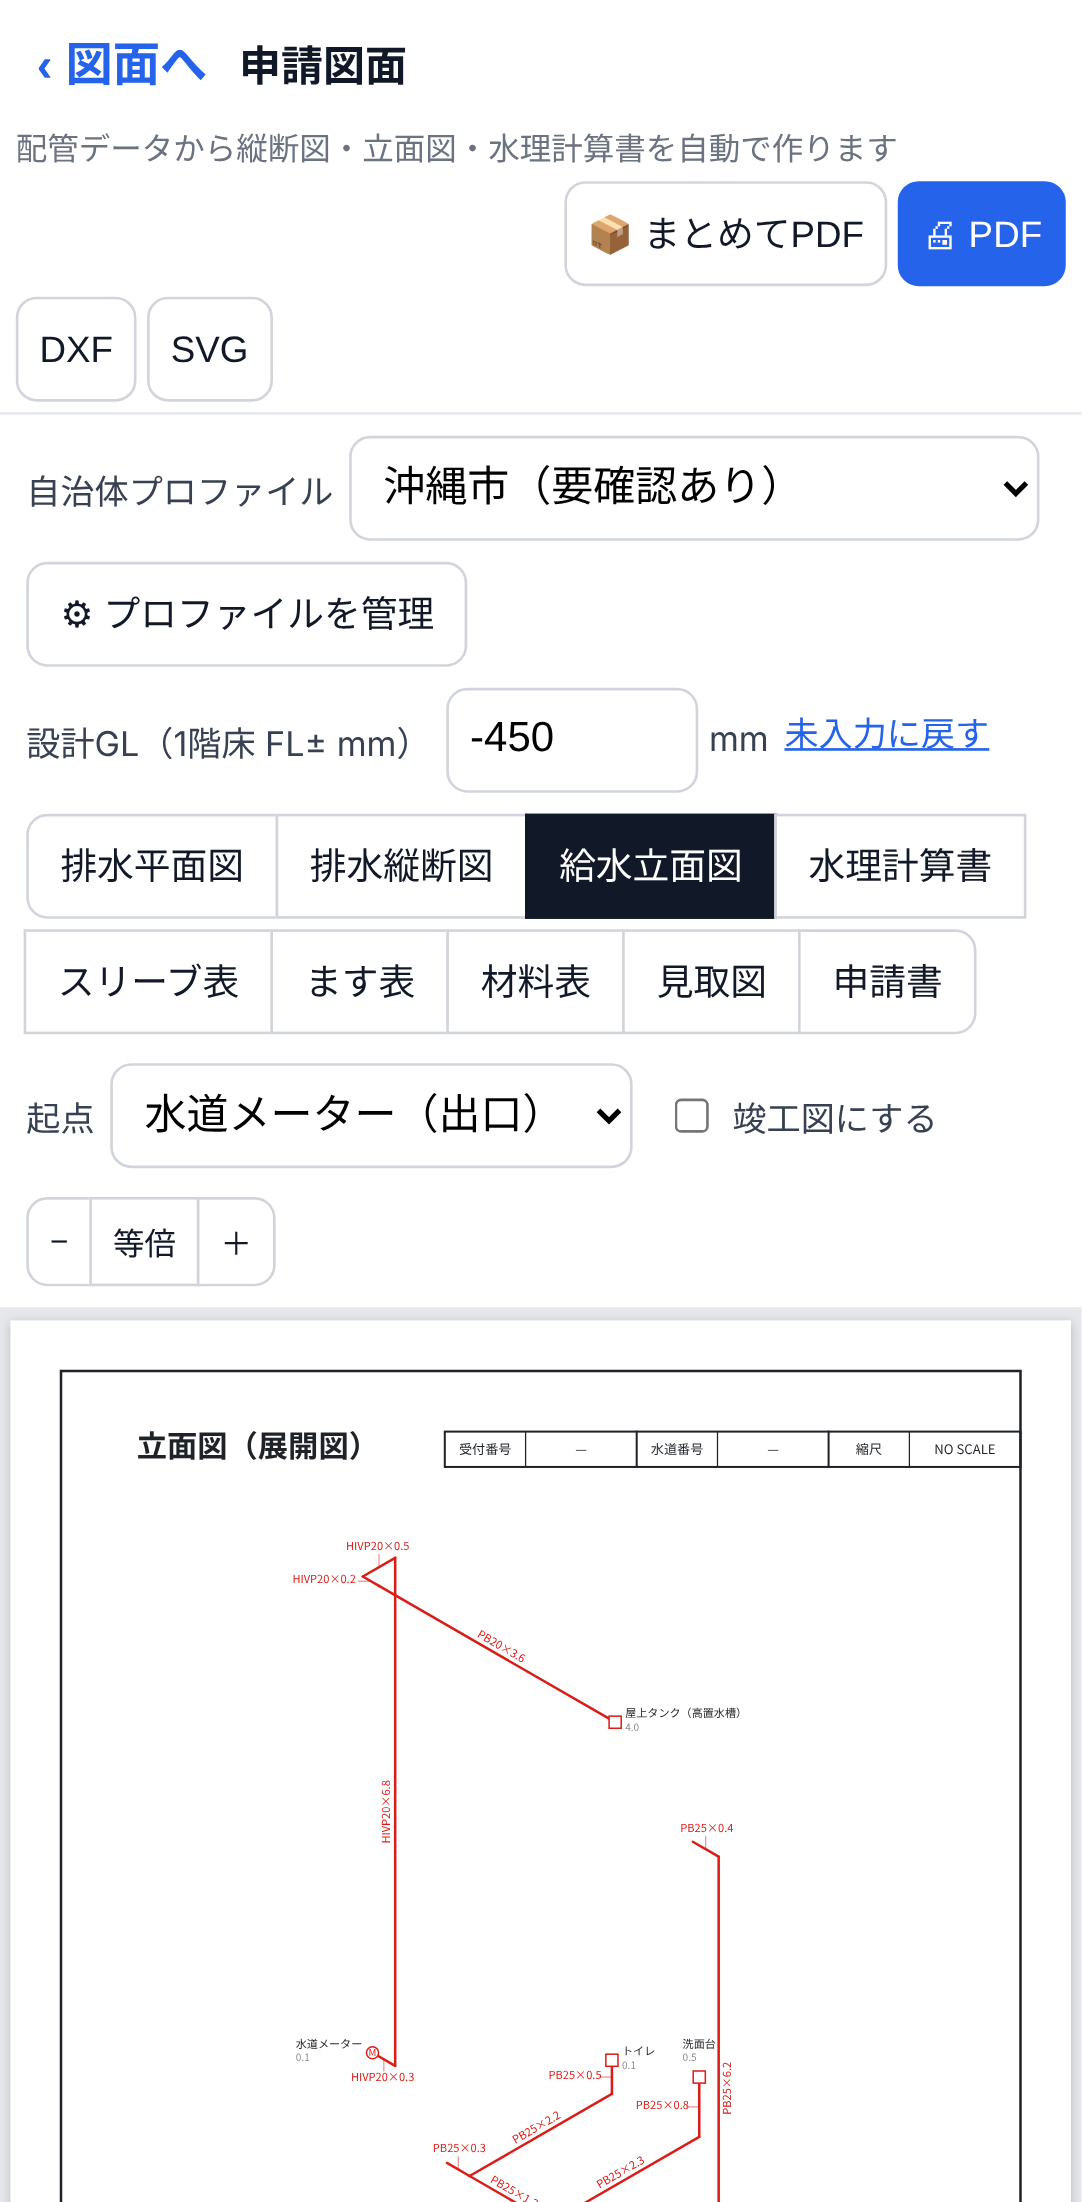 ‹ 図面へ 申請図面
配管データから縦断図・立面図・水理計算書を自動で作ります
まとめてPDF PDF
DXF SVG
自治体プロファイル 沖縄市（要確認あり）
プロファイルを管理
設計GL（1階床 FL± mm） -450 mm 未入力に戻す
排水平面図 排水縦断図 給水立面図 水理計算書
スリーブ表 ます表 材料表 見取図 申請書
起点 水道メーター（出口） 竣工図にする
− 等倍 ＋
立面図（展開図）
受付番号 — 水道番号 — 縮尺 NO SCALE
HIVP20×0.5
HIVP20×0.2
PB20×3.6
屋上タンク（高置水槽）
4.0
HIVP20×6.8
PB25×0.4
水道メーター
0.1
M
HIVP20×0.3
トイレ
0.1
洗面台
0.5
PB25×0.5
PB25×0.8
PB25×6.2
PB25×2.2
PB25×0.3
PB25×2.3